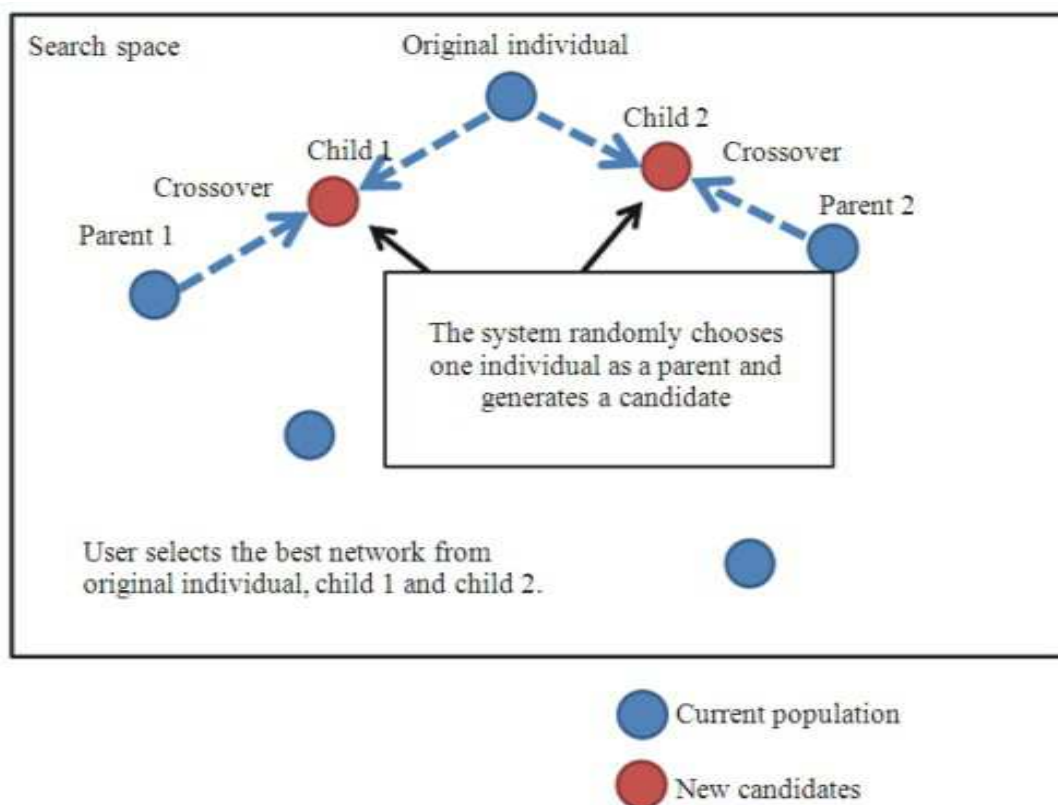 Search space
Original individual
Child 1
Child 2
Crossover
Crossover
Parent 1
Parent 2
The system randomly chooses
one individual as a parent and
generates a candidate
User selects the best network from
original individual, child 1 and child 2.
Current population
New candidates